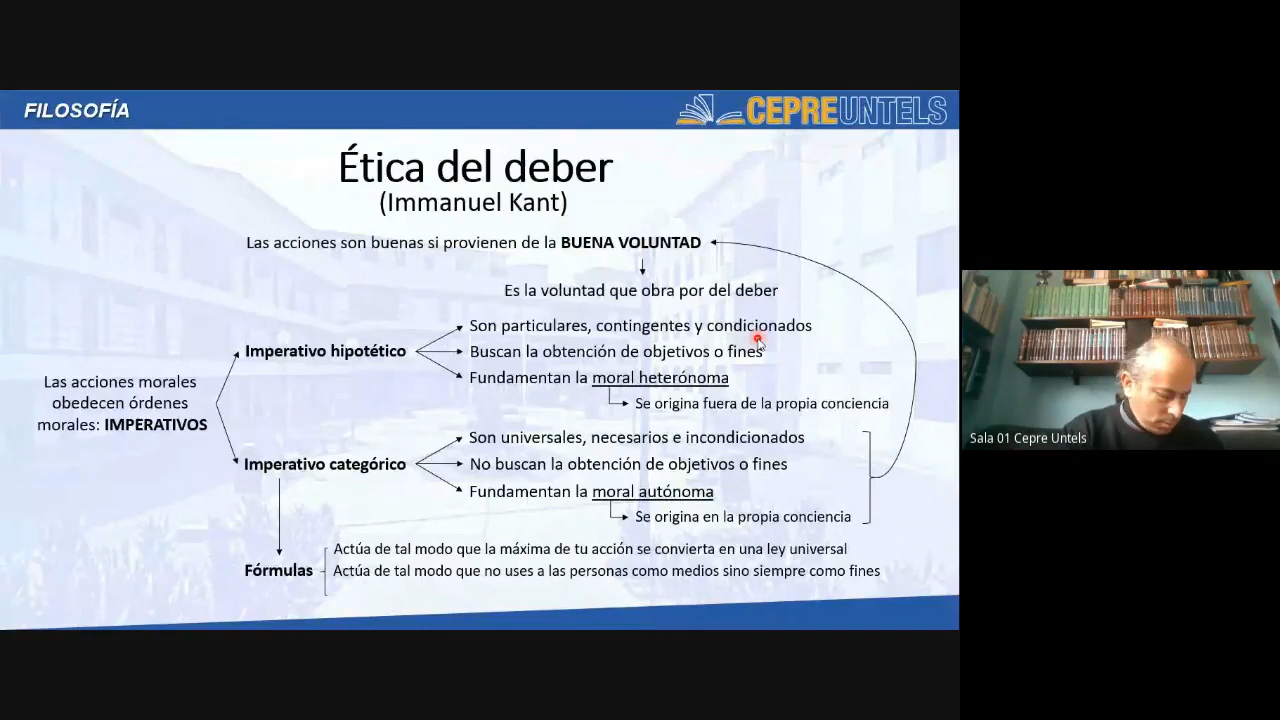 FILOSOFÍA
CEPREUNTELS
Ética del deber
(Immanuel Kant)
Las acciones son buenas si provienen de la BUENA VOLUNTAD
Es la voluntad que obra por del deber
Son particulares, contingentes y condicionados
Imperativo hipotético
Buscan la obtención de objetivos o fines
Fundamentan la moral heterónoma
Se origina fuera de la propia conciencia
Las acciones morales
obedecen órdenes
morales: IMPERATIVOS
Son universales, necesarios e incondicionados
Imperativo categórico
No buscan la obtención de objetivos o fines
Fundamentan la moral autónoma
Se origina en la propia conciencia
Fórmulas
Actúa de tal modo que la máxima de tu acción se convierta en una ley universal
Actúa de tal modo que no uses a las personas como medios sino siempre como fines
Sala 01 Cepre Untels